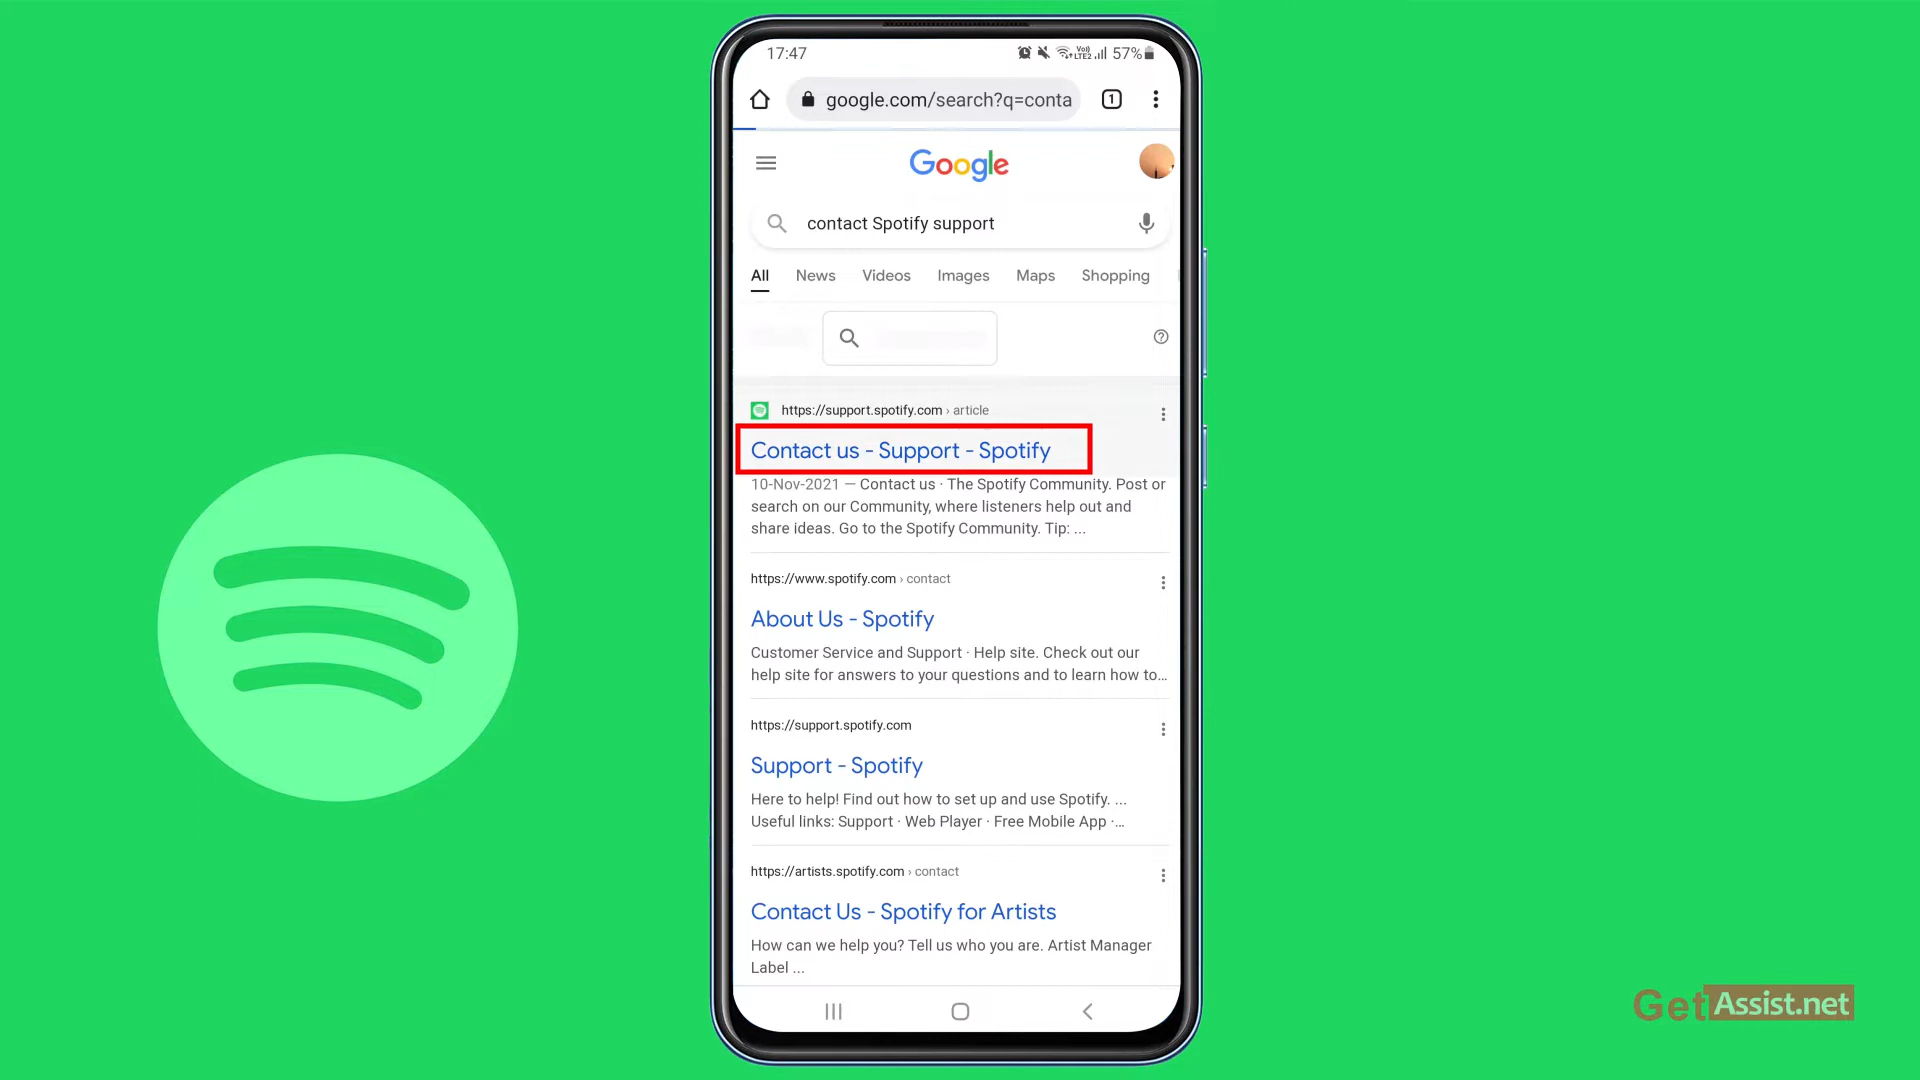 17:47
Vo)) LTE2 57%
google.com/search?q=conta
1
Google
contact Spotify support
All News Videos Images Maps Shopping
https://support.spotify.com › article
Contact us - Support - Spotify
10-Nov-2021 — Contact us · The Spotify Community. Post or
search on our Community, where listeners help out and
share ideas. Go to the Spotify Community. Tip: ...
https://www.spotify.com › contact
About Us - Spotify
Customer Service and Support · Help site. Check out our
help site for answers to your questions and to learn how to...
https://support.spotify.com
Support - Spotify
Here to help! Find out how to set up and use Spotify. ...
Useful links: Support · Web Player · Free Mobile App ·...
https://artists.spotify.com › contact
Contact Us - Spotify for Artists
How can we help you? Tell us who you are. Artist Manager
Label ...
GetAssist.net